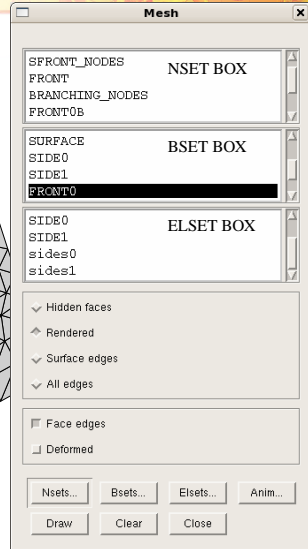 Mesh
SFRONT_NODES
FRONT
BRANCHING_NODES
FRONT0B
NSET BOX
SURFACE
SIDE0
SIDE1
FRONT0
BSET BOX
SIDE0
SIDE1
sides0
sides1
ELSET BOX
Hidden faces
Rendered
Surface edges
All edges
Face edges
Deformed
Nsets... Bsets... Elsets... Anim...
Draw Clear Close